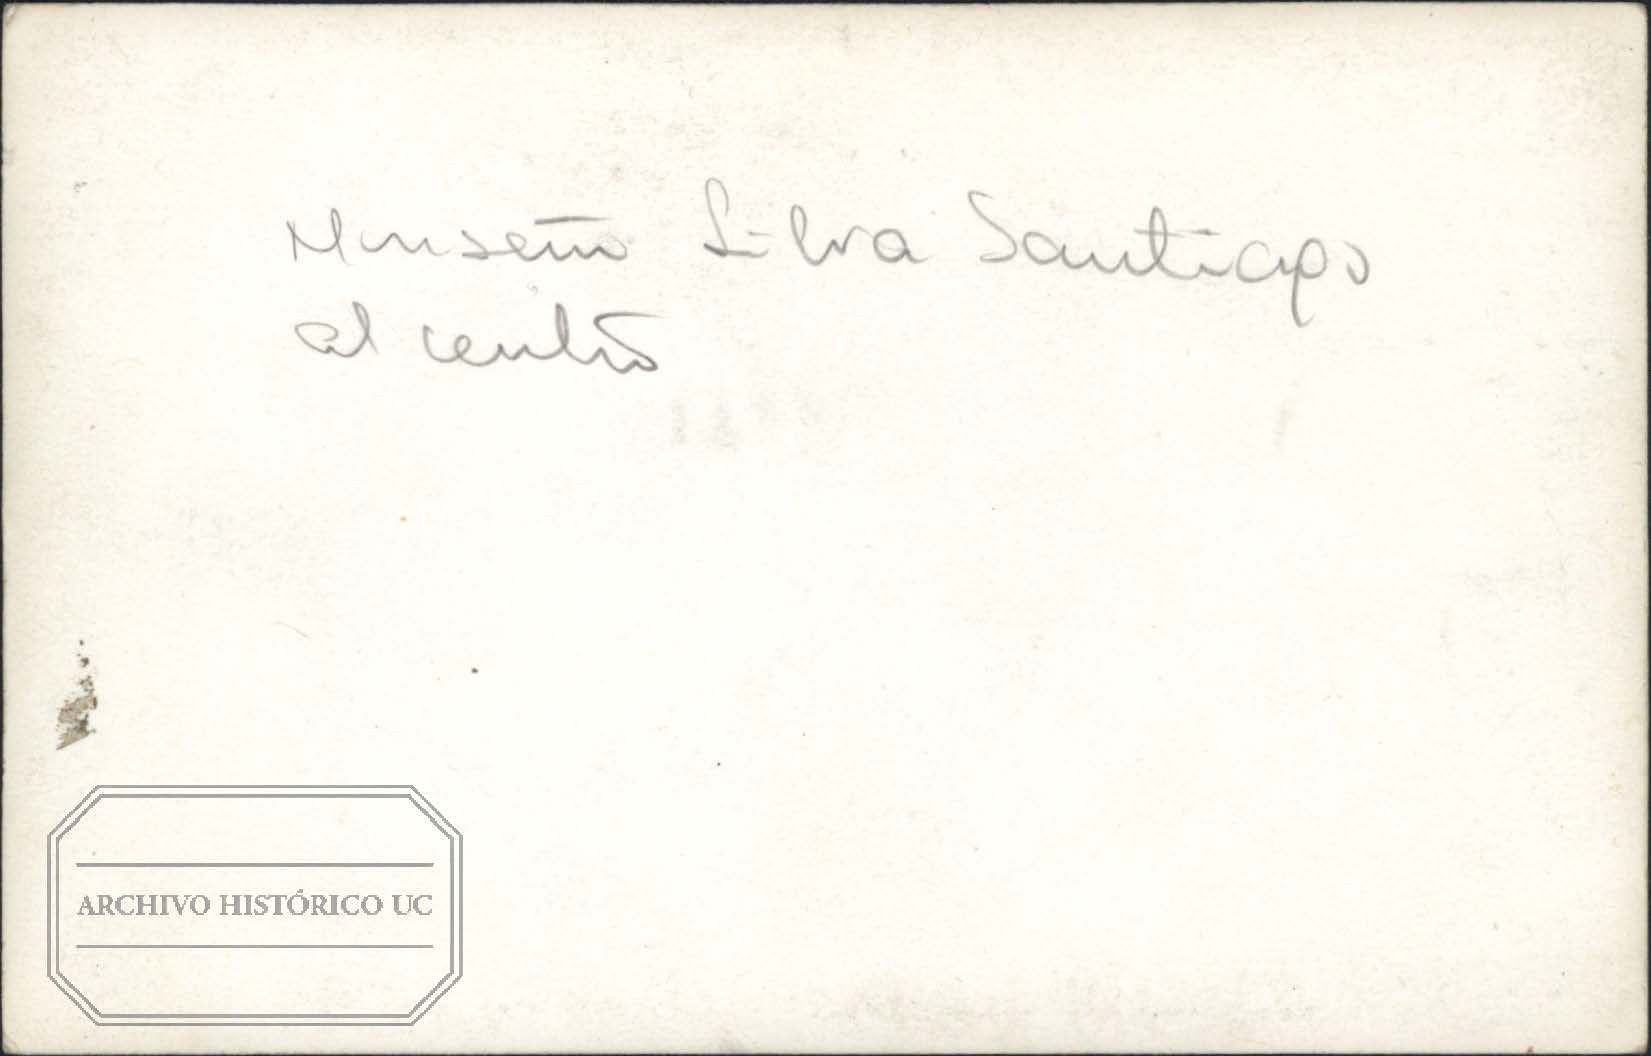 Monseñor Silva Santiago
al centro
ARCHIVO HISTÓRICO UC